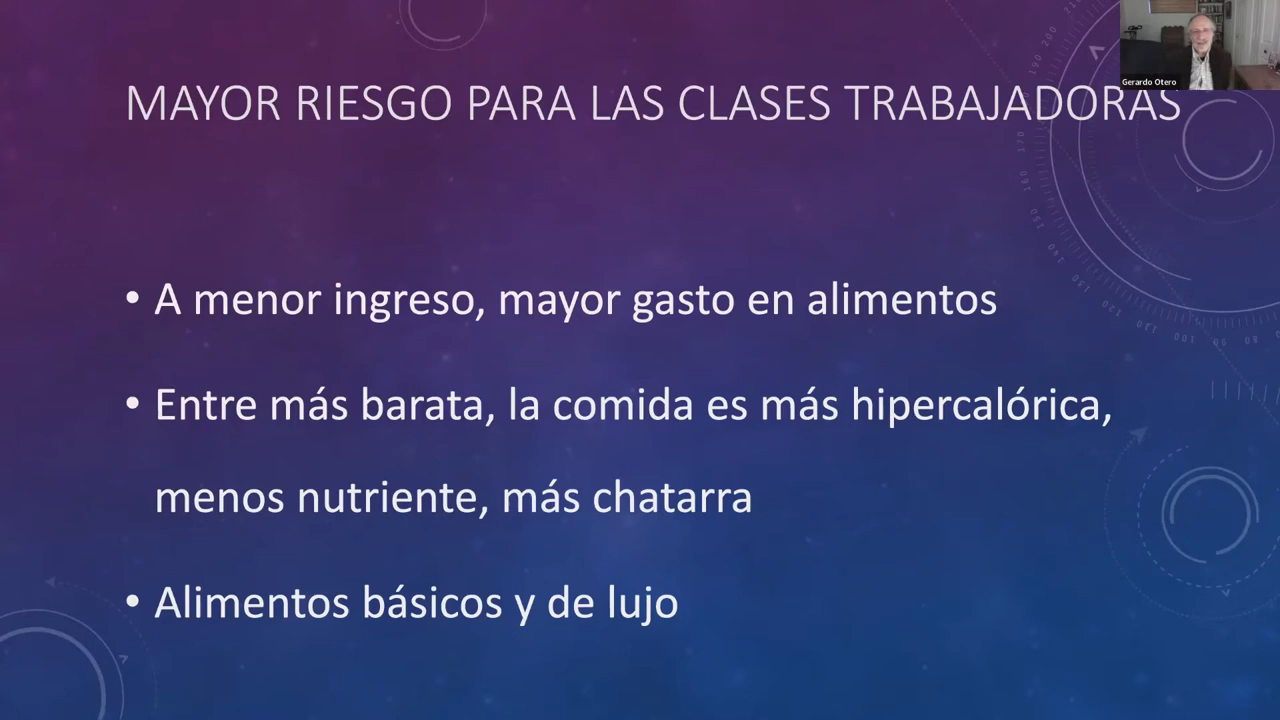 Gerardo Otero
MAYOR RIESGO PARA LAS CLASES TRABAJADORAS
• A menor ingreso, mayor gasto en alimentos
• Entre más barata, la comida es más hipercalórica,
menos nutriente, más chatarra
• Alimentos básicos y de lujo